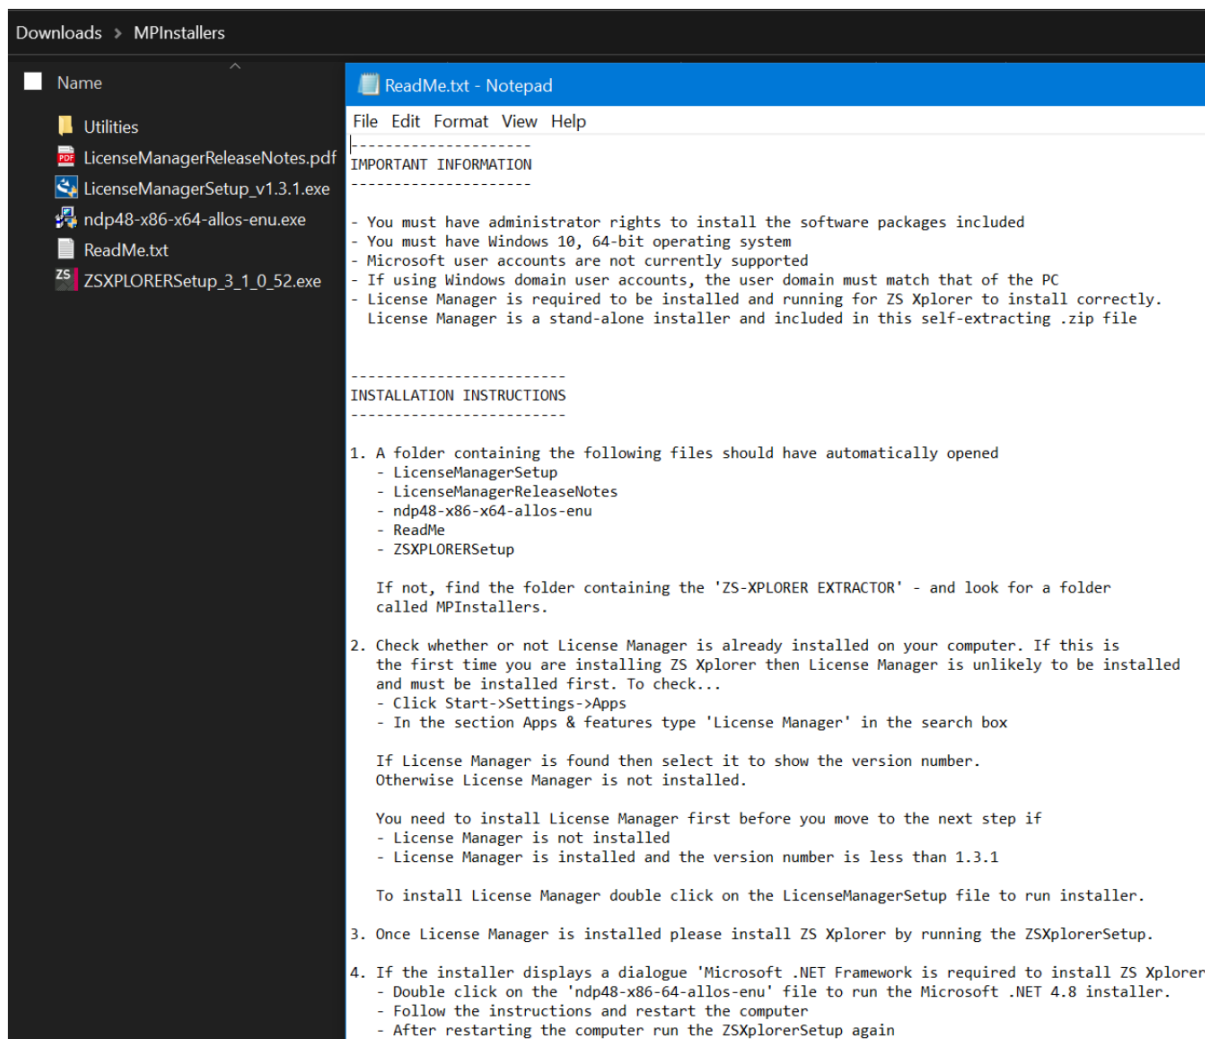 Downloads > MPInstallers
Name
Utilities
LicenseManagerReleaseNotes.pdf
LicenseManagerSetup_v1.3.1.exe
ndp48-x86-x64-allos-enu.exe
ReadMe.txt
ZSXPLORERSetup_3_1_0_52.exe
ReadMe.txt - Notepad
File Edit Format View Help
---------------------
IMPORTANT INFORMATION
---------------------
- You must have administrator rights to install the software packages included
- You must have Windows 10, 64-bit operating system
- Microsoft user accounts are not currently supported
- If using Windows domain user accounts, the user domain must match that of the PC
- License Manager is required to be installed and running for ZS Xplorer to install correctly.
License Manager is a stand-alone installer and included in this self-extracting .zip file
-------------------------
INSTALLATION INSTRUCTIONS
-------------------------
1. A folder containing the following files should have automatically opened
- LicenseManagerSetup
- LicenseManagerReleaseNotes
- ndp48-x86-x64-allos-enu
- ReadMe
- ZSXPLORERSetup
If not, find the folder containing the 'ZS-XPLORER EXTRACTOR' - and look for a folder
called MPInstallers.
2. Check whether or not License Manager is already installed on your computer. If this is
the first time you are installing ZS Xplorer then License Manager is unlikely to be installed
and must be installed first. To check...
- Click Start->Settings->Apps
- In the section Apps & features type 'License Manager' in the search box
If License Manager is found then select it to show the version number.
Otherwise License Manager is not installed.
You need to install License Manager first before you move to the next step if
- License Manager is not installed
- License Manager is installed and the version number is less than 1.3.1
To install License Manager double click on the LicenseManagerSetup file to run installer.
3. Once License Manager is installed please install ZS Xplorer by running the ZSXplorerSetup.
4. If the installer displays a dialogue 'Microsoft .NET Framework is required to install ZS Xplorer
- Double click on the 'ndp48-x86-64-allos-enu' file to run the Microsoft .NET 4.8 installer.
- Follow the instructions and restart the computer
- After restarting the computer run the ZSXplorerSetup again